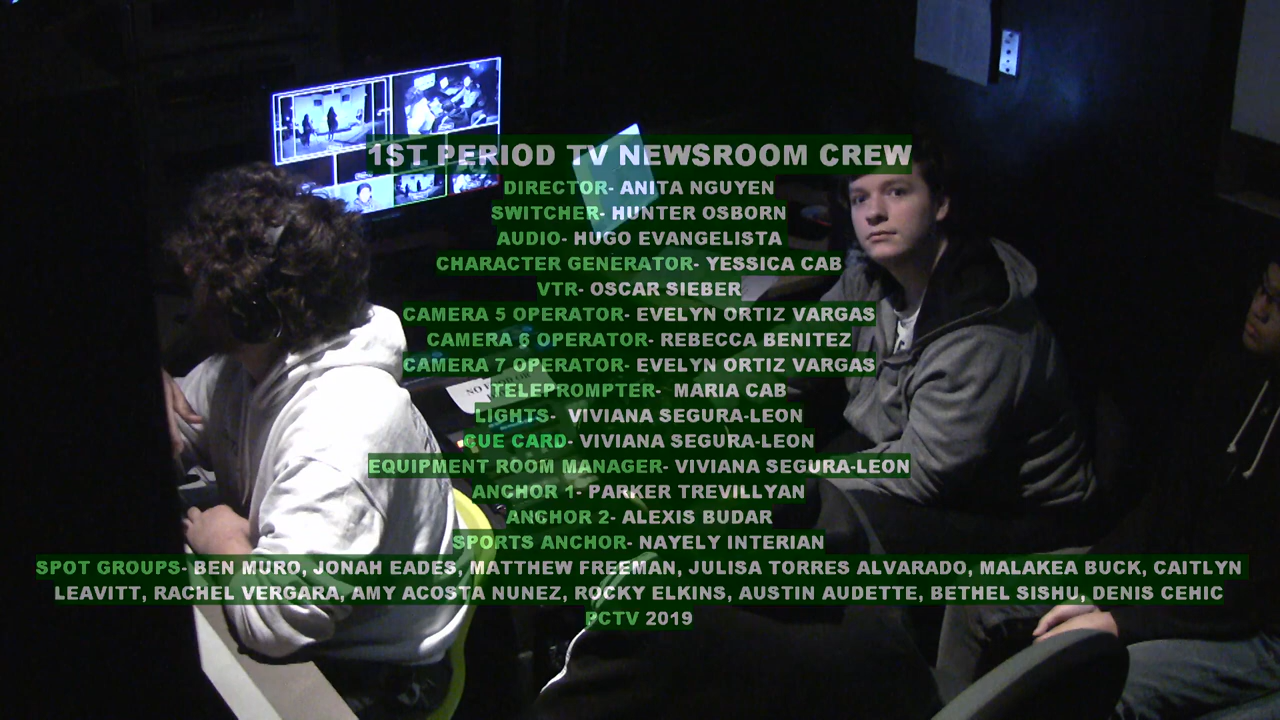 1ST PERIOD TV NEWSROOM CREW
DIRECTOR- ANITA NGUYEN
SWITCHER- HUNTER OSBORN
AUDIO- HUGO EVANGELISTA
CHARACTER GENERATOR- YESSICA CAB
VTR- OSCAR SIEBER
CAMERA 5 OPERATOR- EVELYN ORTIZ VARGAS
CAMERA 6 OPERATOR- REBECCA BENITEZ
CAMERA 7 OPERATOR- EVELYN ORTIZ VARGAS
TELEPROMPTER- MARIA CAB
LIGHTS- VIVIANA SEGURA-LEON
CUE CARD- VIVIANA SEGURA-LEON
EQUIPMENT ROOM MANAGER- VIVIANA SEGURA-LEON
ANCHOR 1- PARKER TREVILLYAN
ANCHOR 2- ALEXIS BUDAR
SPORTS ANCHOR- NAYELY INTERIAN
SPOT GROUPS- BEN MURO, JONAH EADES, MATTHEW FREEMAN, JULISA TORRES ALVARADO, MALAKEA BUCK, CAITLYN
LEAVITT, RACHEL VERGARA, AMY ACOSTA NUNEZ, ROCKY ELKINS, AUSTIN AUDETTE, BETHEL SISHU, DENIS CEHIC
PCTV 2019